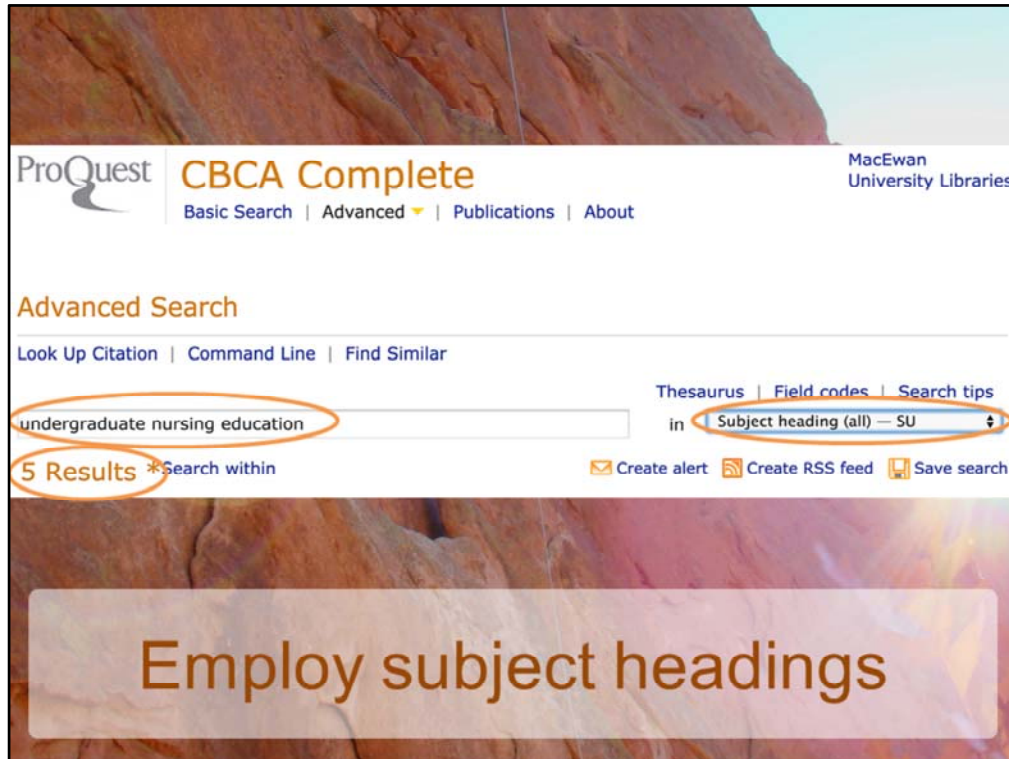 ProQuest
CBCA Complete
MacEwan
University Libraries
Basic Search | Advanced | Publications | About
Advanced Search
Look Up Citation | Command Line | Find Similar
Thesaurus | Field codes | Search tips
undergraduate nursing education
in
Subject heading (all) — SU
5 Results *Search within
Create alert
Create RSS feed
Save search
Employ subject headings